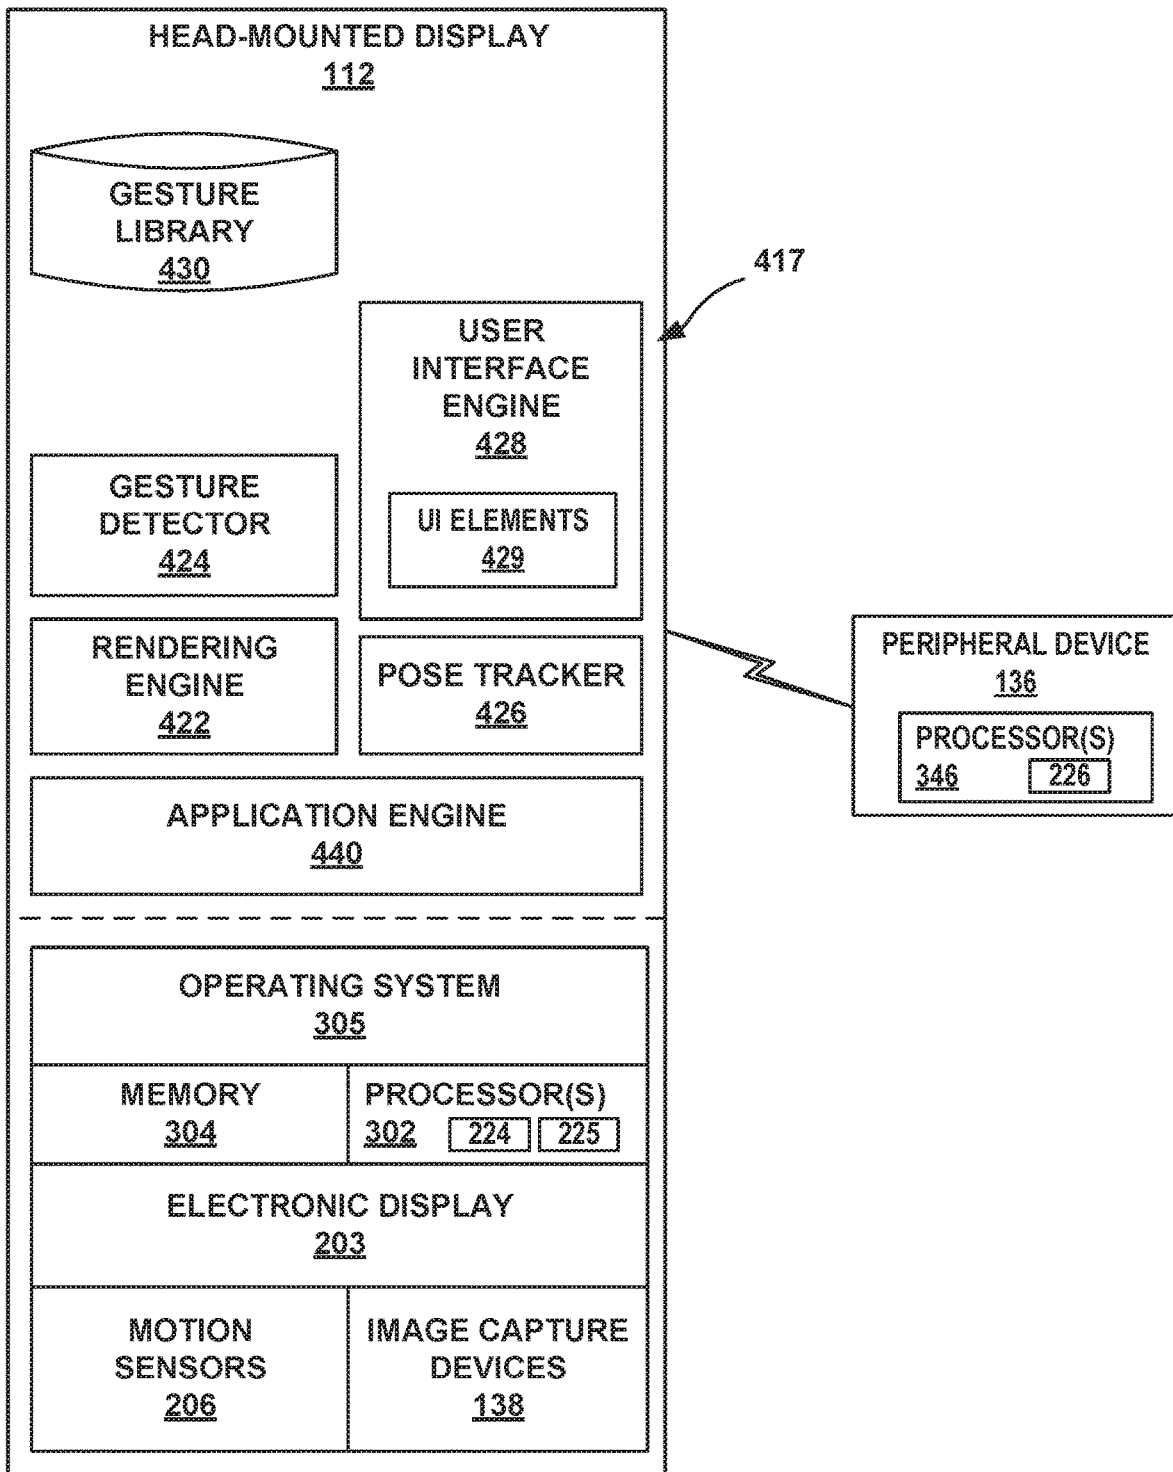 HEAD-MOUNTED DISPLAY
112
GESTURE
LIBRARY
430
417
USER
INTERFACE
ENGINE
428
UI ELEMENTS
429
GESTURE
DETECTOR
424
RENDERING
ENGINE
422
POSE TRACKER
426
PERIPHERAL DEVICE
136
PROCESSOR(S)
346 226
APPLICATION ENGINE
440
OPERATING SYSTEM
305
MEMORY
304
PROCESSOR(S)
302 224 225
ELECTRONIC DISPLAY
203
MOTION
SENSORS
206
IMAGE CAPTURE
DEVICES
138